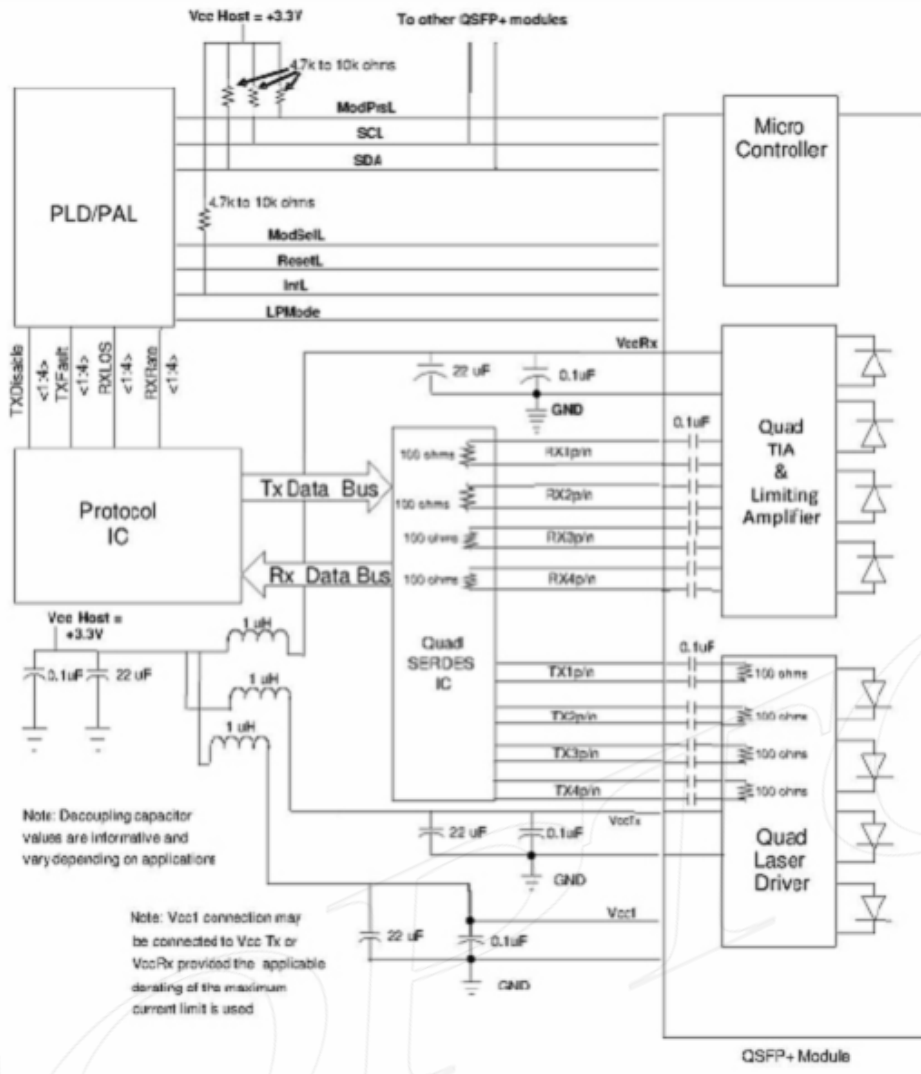 Vcc Host = +3.3V
To other QSFP+ modules
4.7k to 10k ohms
ModPrsL
SCL
SDA
Micro
Controller
PLD/PAL
4.7k to 10k ohms
ModSelL
ResetL
IntL
LPMode
TXDisable
<1:4>
TXFault
<1:4>
RXLOS
<1:4>
RXRate
<1:4>
VccRx
22 uF
0.1uF
GND
0.1uF
Quad
TIA
&
Limiting
Amplifier
100 ohms
RX1p/n
Tx Data Bus
100 ohms
RX2p/n
Protocol
IC
100 ohms
RX3p/n
Rx Data Bus
100 ohms
RX4p/n
Vcc Host =
+3.3V
1 uH
0.1uF
22 uF
Quad
SERDES
IC
1 uH
1 uH
0.1uF
TX1p/n
100 ohms
TX2p/n
100 ohms
TX3p/n
100 ohms
TX4p/n
100 ohms
VccTx
22 uF
0.1uF
GND
Quad
Laser
Driver
Note: Decoupling capacitor
values are informative and
vary depending on applications
Vcc1
22 uF
0.1uF
GND
Note: Vcc1 connection may
be connected to Vcc Tx or
VccRx provided the applicable
derating of the maximum
current limit is used
QSFP+ Module